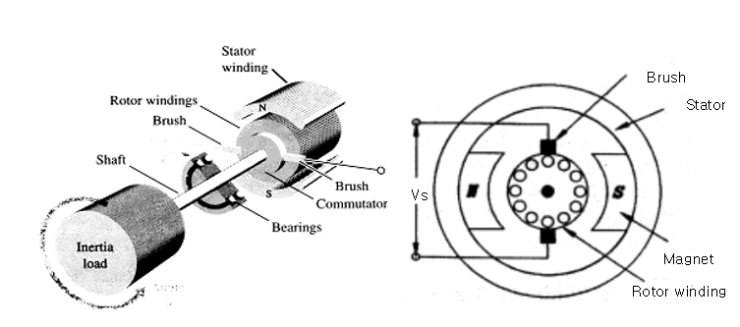 Stator
winding
Rotor windings
N
Brush
Shaft
S
Brush
Commutator
Bearings
Inertia
load
Brush
Stator
Vs
N
S
Magnet
Rotor winding